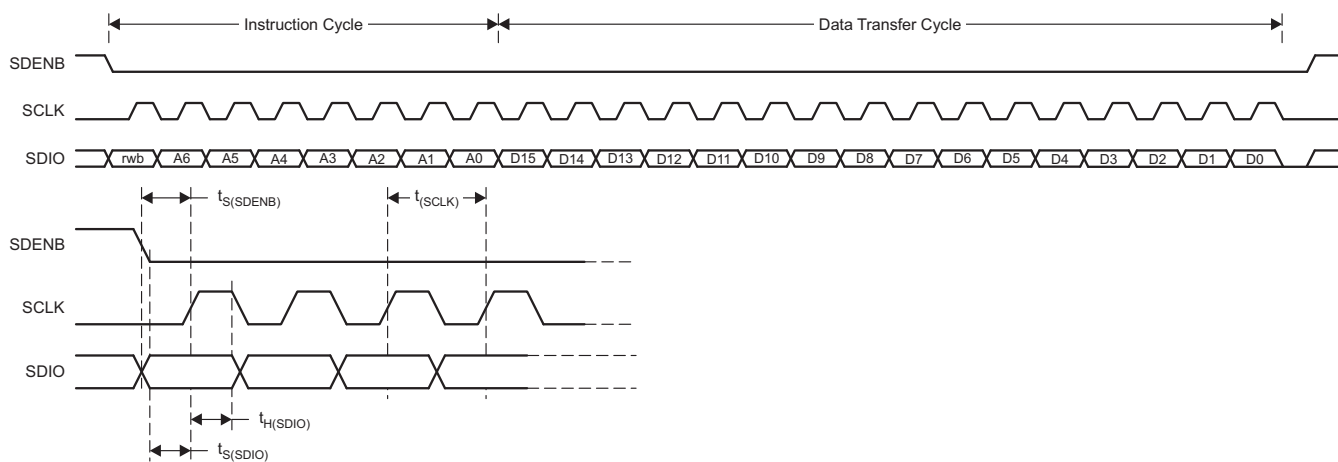 Instruction Cycle Data Transfer Cycle
SDENB
SCLK
SDIO rwb A6 A5 A4 A3 A2 A1 A0 D15 D14 D13 D12 D11 D10 D9 D8 D7 D6 D5 D4 D3 D2 D1 D0
tS(SDENB) t(SCLK)
SDENB
SCLK
SDIO
tH(SDIO)
tS(SDIO)